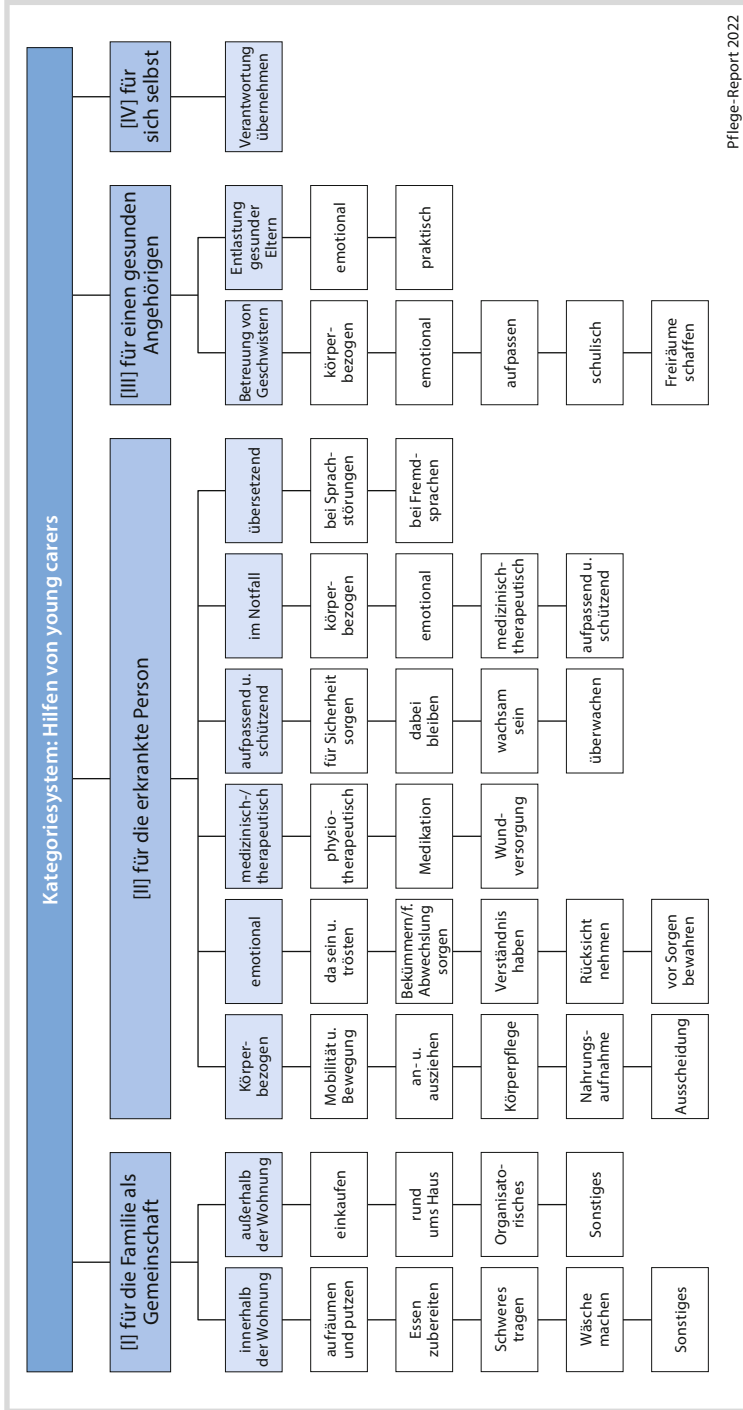 Kategoriesystem: Hilfen von young carers
[I] für die Familie als
Gemeinschaft
innerhalb
der Wohnung
aufräumen
und putzen
Essen
zubereiten
Schweres
tragen
Wäsche
machen
Sonstiges
außerhalb
der Wohnung
einkaufen
rund
ums Haus
Organisato-
risches
Sonstiges
[II] für die erkrankte Person
Körper-
bezogen
Mobilität u.
Bewegung
an- u.
ausziehen
Körperpflege
Nahrungs-
aufnahme
Ausscheidung
emotional
da sein u.
trösten
Bekümmern/f.
Abwechslung
sorgen
Verständnis
haben
Rücksicht
nehmen
vor Sorgen
bewahren
medizinisch-/
therapeutisch
physio-
therapeutisch
Medikation
Wund-
versorgung
aufpassend u.
schützend
für Sicherheit
sorgen
dabei
bleiben
wachsam
sein
überwachen
im Notfall
körper-
bezogen
emotional
medizinisch-
therapeutisch
aufpassend u.
schützend
übersetzend
bei Sprach-
störungen
bei Fremd-
sprachen
[III] für einen gesunden
Angehörigen
Betreuung von
Geschwistern
körper-
bezogen
emotional
aufpassen
schulisch
Freiräume
schaffen
Entlastung
gesunder
Eltern
emotional
praktisch
[IV] für
sich selbst
Verantwortung
übernehmen
Pflege-Report 2022